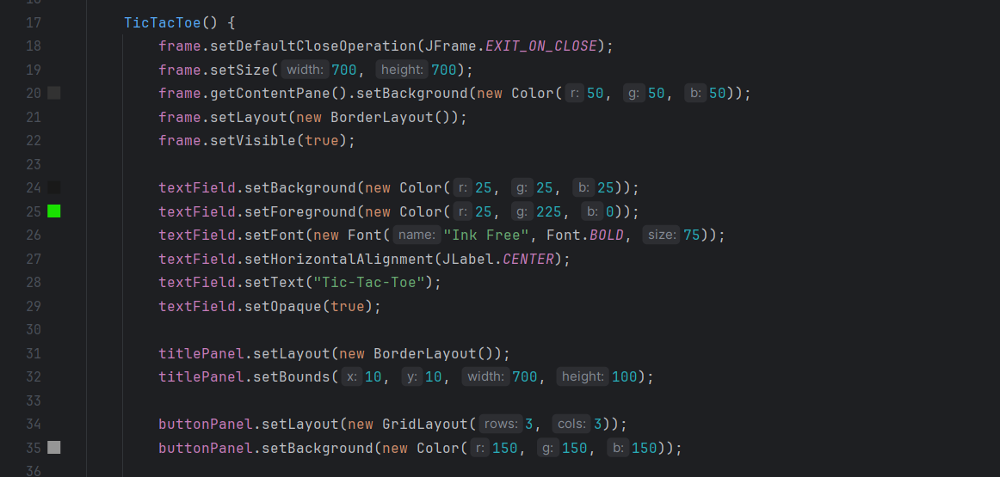 17 TicTacToe() {
18 frame.setDefaultCloseOperation(JFrame.EXIT_ON_CLOSE);
19 frame.setSize( width: 700, height: 700);
20 frame.getContentPane().setBackground(new Color( r: 50, g: 50, b: 50));
21 frame.setLayout(new BorderLayout());
22 frame.setVisible(true);
23
24 textField.setBackground(new Color( r: 25, g: 25, b: 25));
25 textField.setForeground(new Color( r: 25, g: 225, b: 0));
26 textField.setFont(new Font( name: "Ink Free", Font.BOLD, size: 75));
27 textField.setHorizontalAlignment(JLabel.CENTER);
28 textField.setText("Tic-Tac-Toe");
29 textField.setOpaque(true);
30
31 titlePanel.setLayout(new BorderLayout());
32 titlePanel.setBounds( x: 10, y: 10, width: 700, height: 100);
33
34 buttonPanel.setLayout(new GridLayout( rows: 3, cols: 3));
35 buttonPanel.setBackground(new Color( r: 150, g: 150, b: 150));
36